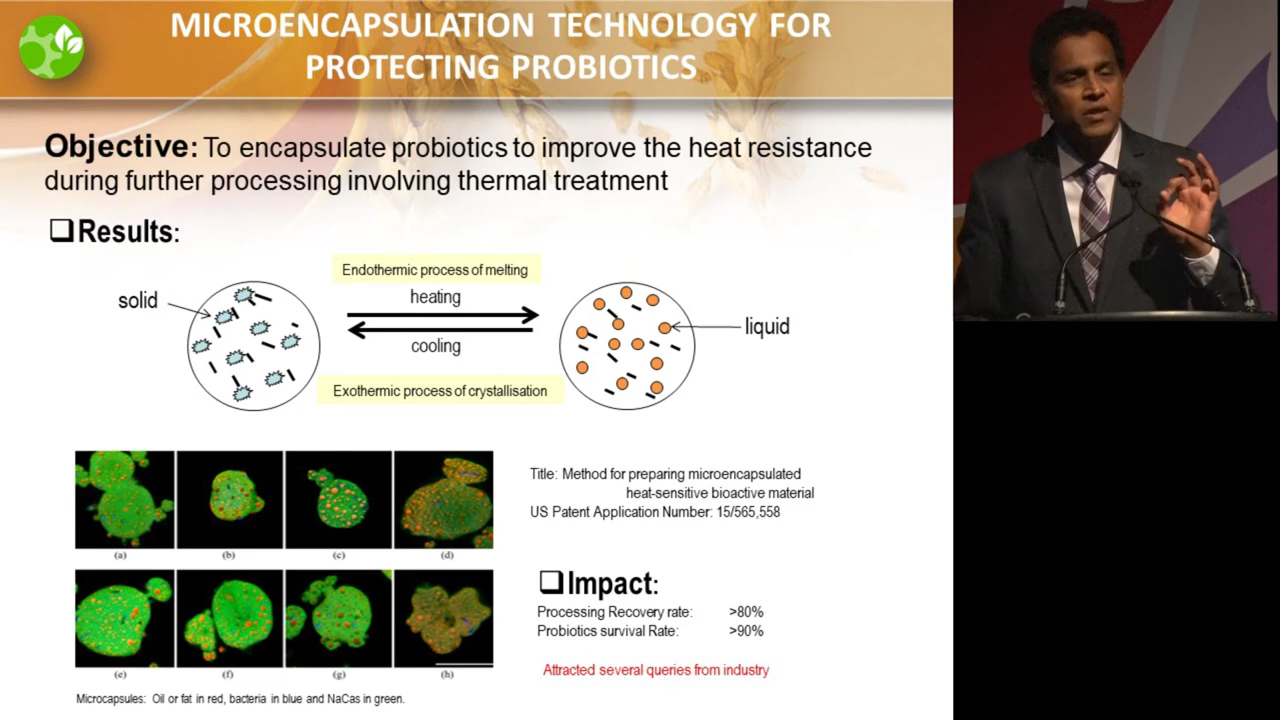 MICROENCAPSULATION TECHNOLOGY FOR
PROTECTING PROBIOTICS
Objective: To encapsulate probiotics to improve the heat resistance
during further processing involving thermal treatment
❑Results:
Endothermic process of melting
solid
heating
liquid
cooling
Exothermic process of crystallisation
(a) (b) (c) (d)
Title: Method for preparing microencapsulated
heat-sensitive bioactive material
US Patent Application Number: 15/565,558
❑Impact:
Processing Recovery rate: >80%
Probiotics survival Rate: >90%
(e) (f) (g) (h)
Attracted several queries from industry
Microcapsules: Oil or fat in red, bacteria in blue and NaCas in green.